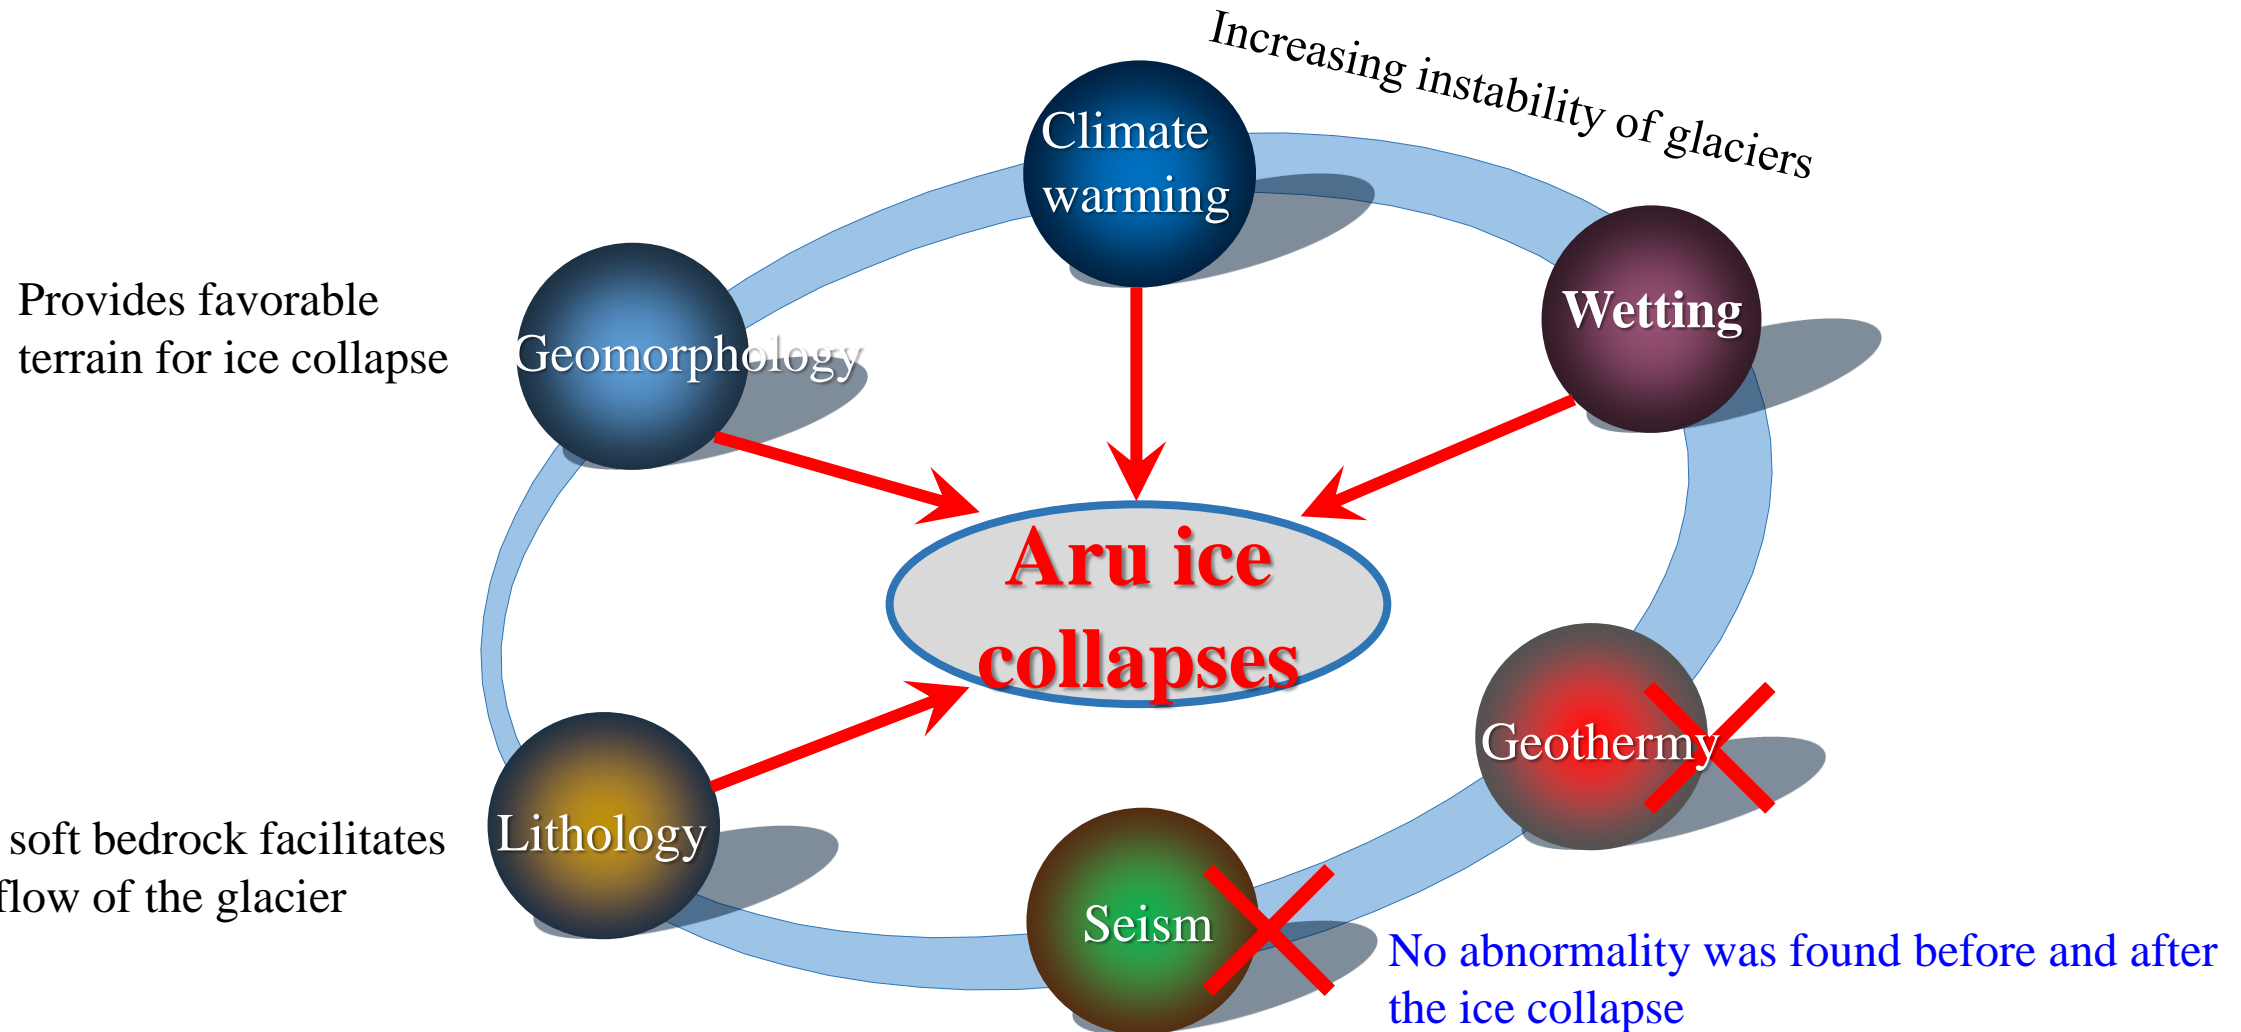 Increasing instability of glaciers
Climate
warming
Wetting
Provides favorable
terrain for ice collapse
Geomorphology
Aru ice
collapses
Geothermy
Lithology
soft bedrock facilitates
flow of the glacier
Seism
No abnormality was found before and after
the ice collapse